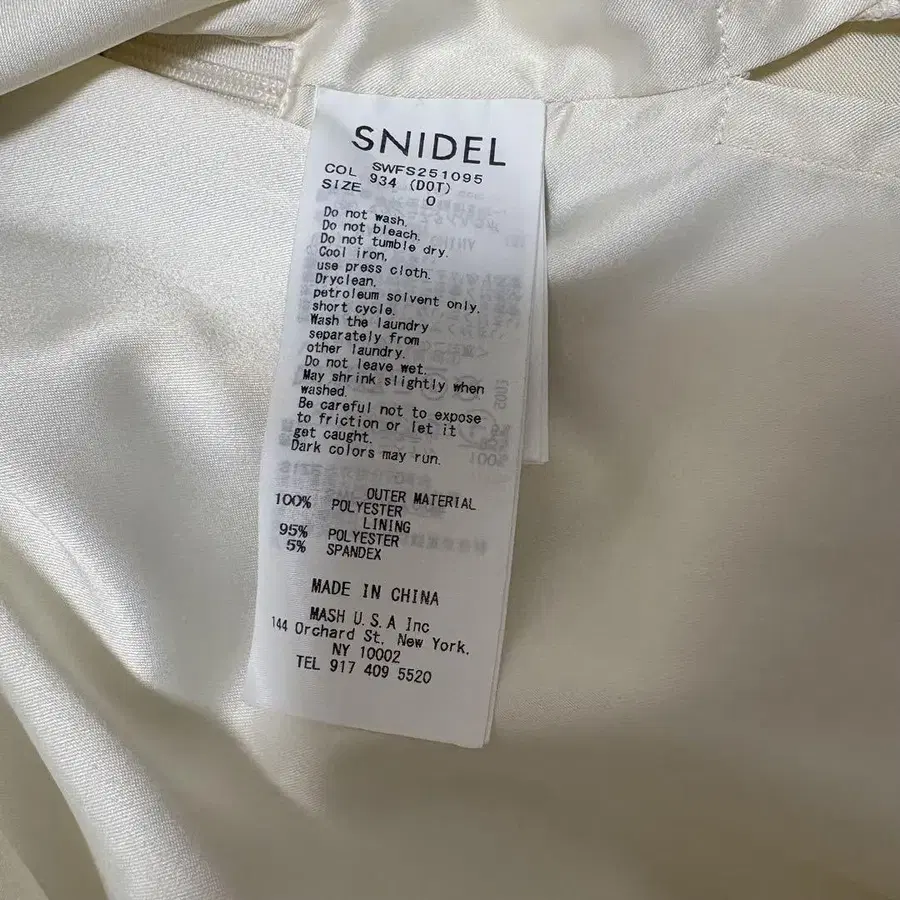 SNIDEL
SWFS251095
COL 934 (DOT)
SIZE 0
Do not wash.
Do not bleach.
Do not tumble dry.
Cool iron,
use press cloth.
Dryclean.
petroleum solvent only.
short cycle.
Wash the laundry
separately from
other laundry.
Do not leave wet.
May shrink slightly when
washed.
Be careful not to expose
to friction or let it
get caught.
Dark colors may run.
OUTER MATERIAL
100% POLYESTER
LINING
95% POLYESTER
5% SPANDEX
MADE IN CHINA
MASH U.S.A Inc
144 Orchard St, New York,
NY 10002
TEL 917 409 5520